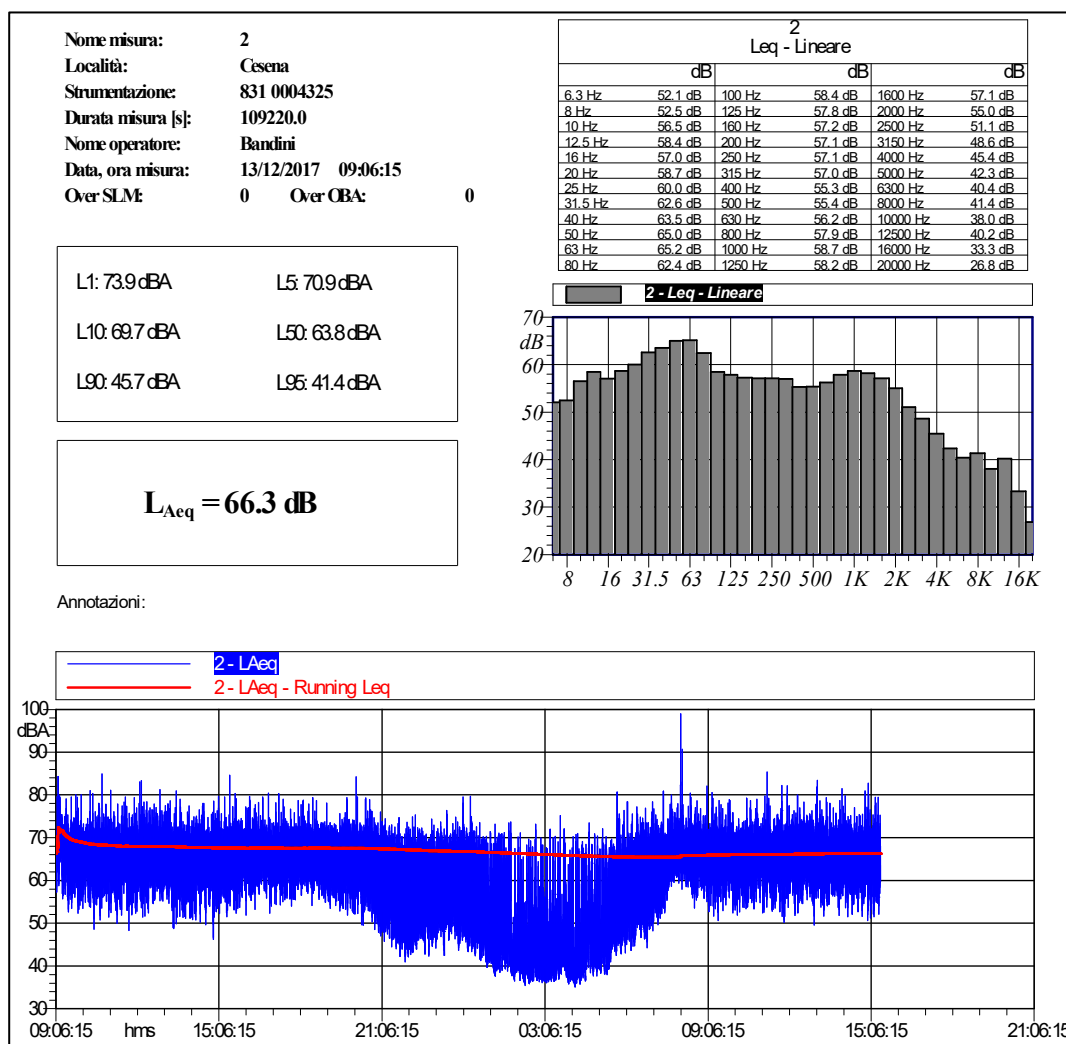 Nome misura: 2
Località: Cesena
Strumentazione: 831 0004325
Durata misura [s]: 109220.0
Nome operatore: Bandini
Data, ora misura: 13/12/2017 09:06:15
Over SLM: 0 Over OBA: 0
2
Leq - Lineare
dB dB dB
6.3 Hz 52.1 dB 100 Hz 58.4 dB 1600 Hz 57.1 dB
8 Hz 52.5 dB 125 Hz 57.8 dB 2000 Hz 55.0 dB
10 Hz 56.5 dB 160 Hz 57.2 dB 2500 Hz 51.1 dB
12.5 Hz 58.4 dB 200 Hz 57.1 dB 3150 Hz 48.6 dB
16 Hz 57.0 dB 250 Hz 57.1 dB 4000 Hz 45.4 dB
20 Hz 58.7 dB 315 Hz 57.0 dB 5000 Hz 42.3 dB
25 Hz 60.0 dB 400 Hz 55.3 dB 6300 Hz 40.4 dB
31.5 Hz 62.6 dB 500 Hz 55.4 dB 8000 Hz 41.4 dB
40 Hz 63.5 dB 630 Hz 56.2 dB 10000 Hz 38.0 dB
50 Hz 65.0 dB 800 Hz 57.9 dB 12500 Hz 40.2 dB
63 Hz 65.2 dB 1000 Hz 58.7 dB 16000 Hz 33.3 dB
80 Hz 62.4 dB 1250 Hz 58.2 dB 20000 Hz 26.8 dB
L1: 73.9 dBA L5: 70.9 dBA
L10: 69.7 dBA L50: 63.8 dBA
L90: 45.7 dBA L95: 41.4 dBA
LAeq = 66.3 dB
2 - Leq - Lineare
70
dB
60
50
40
30
20
8 16 31.5 63 125 250 500 1K 2K 4K 8K 16K
Annotazioni:
2 - LAeq
2 - LAeq - Running Leq
100
dBA
90
80
70
60
50
40
30
09:06:15 hms 15:06:15 21:06:15 03:06:15 09:06:15 15:06:15 21:06:15